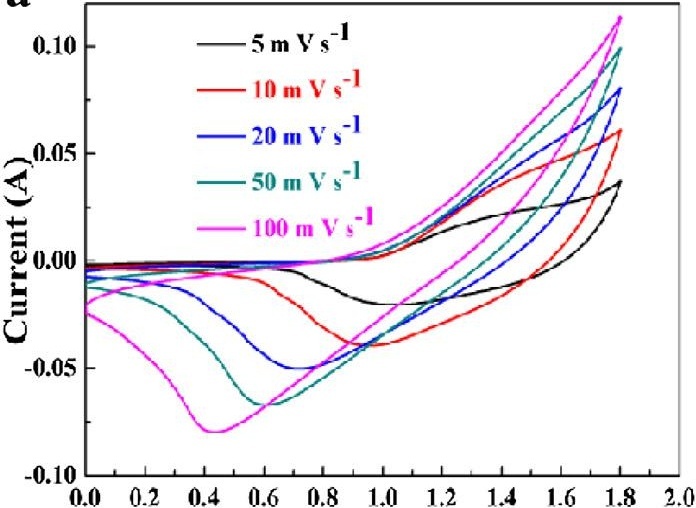 a
5 m V s-1
10 m V s-1
20 m V s-1
50 m V s-1
100 m V s-1
Current (A)
0.10
0.05
0.00
-0.05
-0.10
0.0 0.2 0.4 0.6 0.8 1.0 1.2 1.4 1.6 1.8 2.0